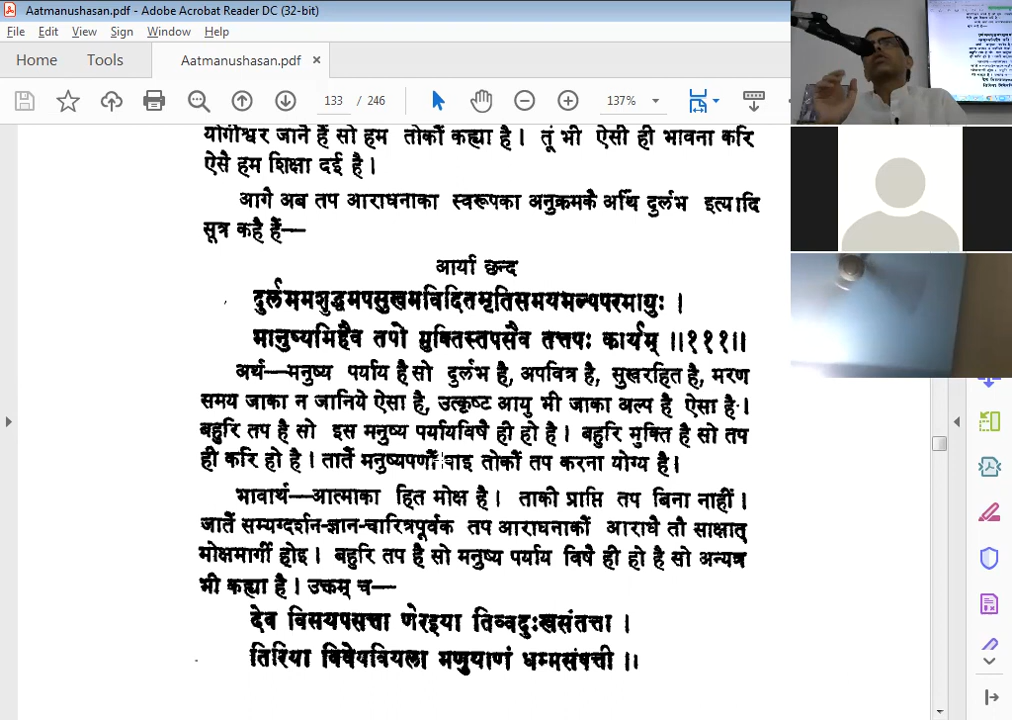 Aatmanushasan.pdf - Adobe Acrobat Reader DC (32-bit)
File Edit View Sign Window Help
Home Tools Aatmanushasan.pdf ×
133 / 246 137%
योगीश्वर जानै हैं सो हम तोकौं कह्या है। तूं भी ऐसी ही भावना करि
ऐसै हम शिक्षा दई है।
आगै अब तप आराधनाका स्वरूपका अनुक्रमकै अर्थि दुर्लभ इत्यादि
सूत्र कहै हैं—
आर्या छन्द
दुर्लभमशुद्धमपसुखमविदितमृतिसमयमल्पपरमायुः ।
मानुष्यमिहैव तपो मुक्तिस्तपसैव तत्तपः कार्यम् ॥१११॥
अर्थ—मनुष्य पर्याय है सो दुर्लभ है, अपवित्र है, सुखरहित है, मरण
समय जाका न जानिये ऐसा है, उत्कृष्ट आयु भी जाका अल्प है ऐसा है।
बहुरि तप है सो इस मनुष्य पर्यायविषै ही हो है। बहुरि मुक्ति है सो तप
ही करि हो है। तातैं मनुष्यपणौं पाइ तोकौं तप करना योग्य है।
भावार्थ—आत्माका हित मोक्ष है। ताकी प्राप्ति तप बिना नाहीं।
जातैं सम्यग्दर्शन-ज्ञान-चारित्रपूर्वक तप आराधनाकौं आराधै तौ साक्षात्
मोक्षमार्गी होइ। बहुरि तप है सो मनुष्य पर्याय विषै ही हो है सो अन्यत्र
भी कह्या है। उक्तम् च—
देव विसयपसत्ता णेरइया तिव्वदुःखसंतत्ता ।
तिरिया विवेयवियला मणुयाणं धम्मसंपत्ती ॥